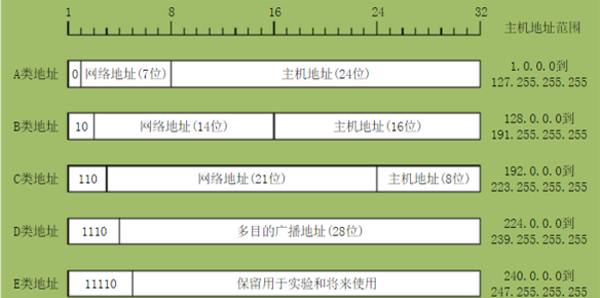 1 8 16 24 32
主机地址范围
A类地址 0 网络地址(7位) 主机地址(24位) 1.0.0.0到
127.255.255.255
B类地址 10 网络地址(14位) 主机地址(16位) 128.0.0.0到
191.255.255.255
C类地址 110 网络地址(21位) 主机地址(8位) 192.0.0.0到
223.255.255.255
D类地址 1110 多目的广播地址(28位) 224.0.0.0到
239.255.255.255
E类地址 11110 保留用于实验和将来使用 240.0.0.0到
247.255.255.255